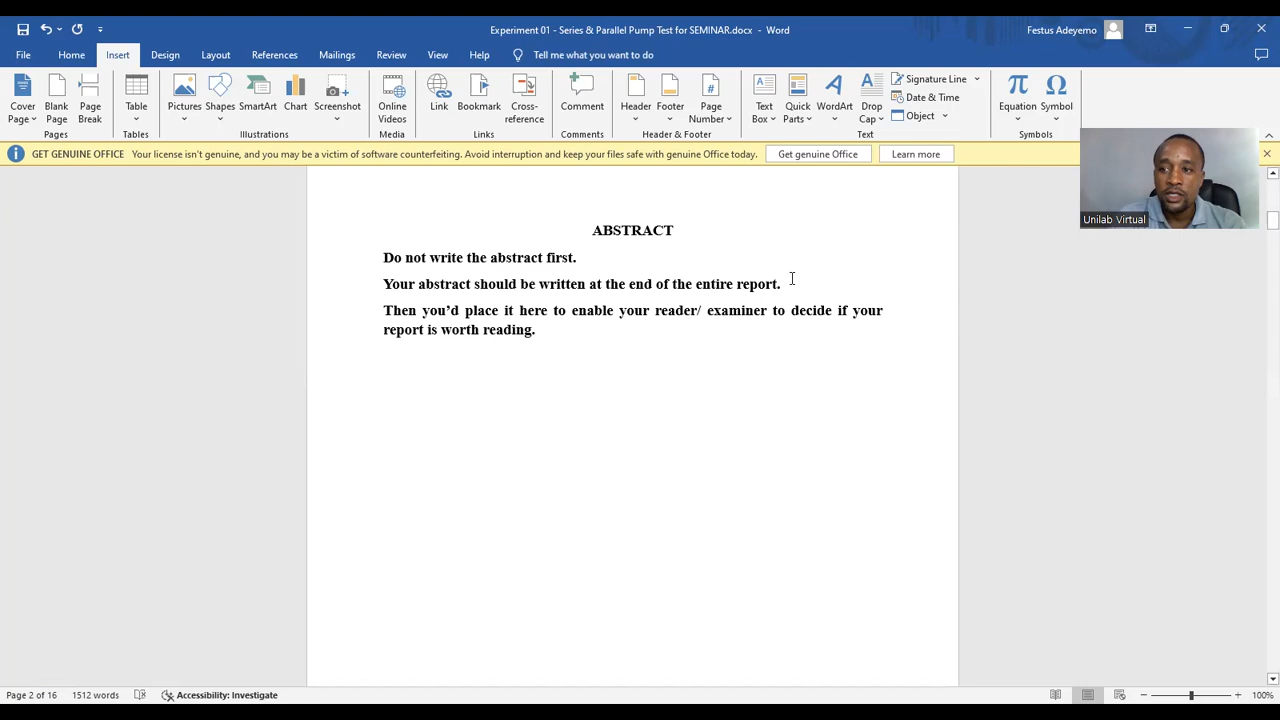 Experiment 01 - Series & Parallel Pump Test for SEMINAR.docx - Word
Festus Adeyemo
File Home Insert Design Layout References Mailings Review View Help Tell me what you want to do
Cover Page
Blank Page
Page Break
Table
Pictures
Shapes
SmartArt
Chart
Screenshot
Online Videos
Link
Bookmark
Cross-reference
Comment
Header
Footer
Page Number
Text Box
Quick Parts
WordArt
Drop Cap
Signature Line
Date & Time
Object
Equation
Symbol
Pages Tables Illustrations Media Links Comments Header & Footer Text Symbols
GET GENUINE OFFICE Your license isn't genuine, and you may be a victim of software counterfeiting. Avoid interruption and keep your files safe with genuine Office today. Get genuine Office Learn more
Unilab Virtual
ABSTRACT
Do not write the abstract first.
Your abstract should be written at the end of the entire report.
Then you’d place it here to enable your reader/ examiner to decide if your
report is worth reading.
Page 2 of 16 1512 words Accessibility: Investigate 100%